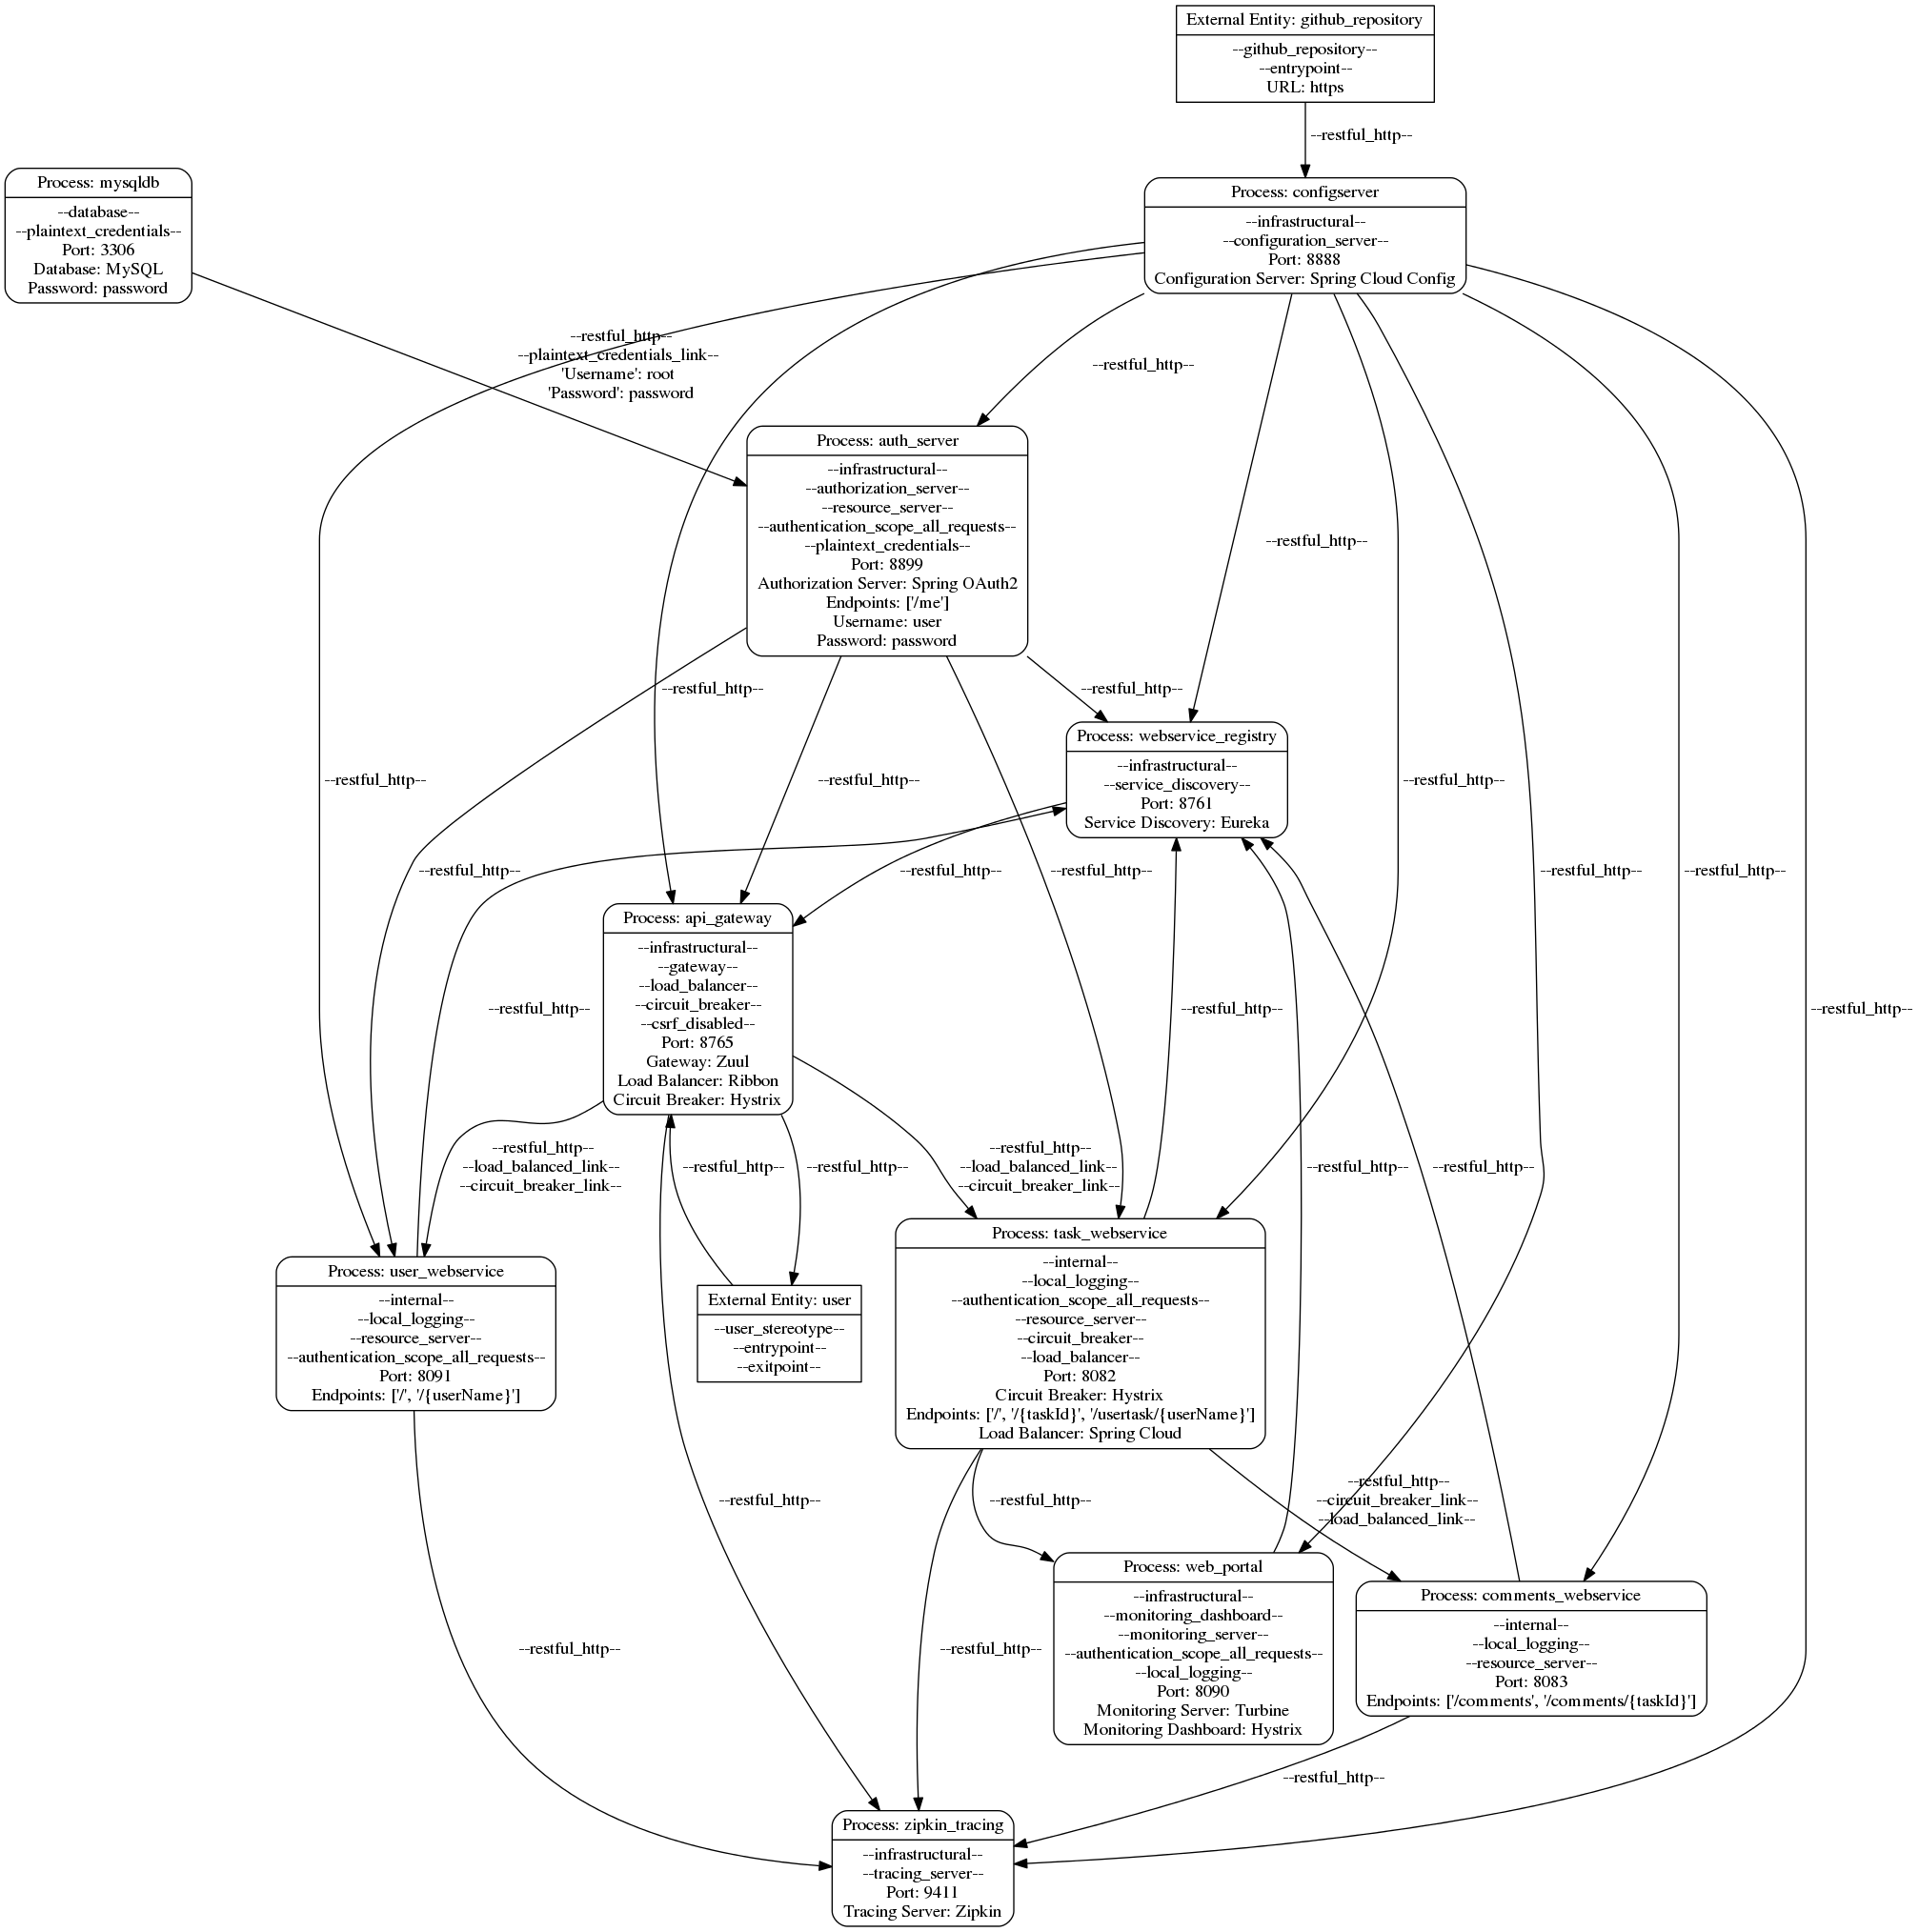 External Entity: github_repository
--github_repository--
--entrypoint--
URL: https
--restful_http--
Process: mysqldb
--database--
--plaintext_credentials--
Port: 3306
Database: MySQL
Password: password
Process: configserver
--infrastructural--
--configuration_server--
Port: 8888
Configuration Server: Spring Cloud Config
--restful_http--
--plaintext_credentials_link--
'Username': root
'Password': password
--restful_http--
Process: auth_server
--infrastructural--
--authorization_server--
--resource_server--
--authentication_scope_all_requests--
--plaintext_credentials--
Port: 8899
Authorization Server: Spring OAuth2
Endpoints: ['/me']
Username: user
Password: password
--restful_http--
--restful_http--
--restful_http--
Process: webservice_registry
--infrastructural--
--service_discovery--
Port: 8761
Service Discovery: Eureka
--restful_http--
--restful_http--
--restful_http--
--restful_http--
--restful_http--
--restful_http--
--restful_http--
--restful_http--
Process: api_gateway
--infrastructural--
--gateway--
--load_balancer--
--circuit_breaker--
--csrf_disabled--
Port: 8765
Gateway: Zuul
Load Balancer: Ribbon
Circuit Breaker: Hystrix
--restful_http--
--restful_http--
--restful_http--
--restful_http--
--load_balanced_link--
--circuit_breaker_link--
--restful_http--
--restful_http--
--restful_http--
--load_balanced_link--
--circuit_breaker_link--
--restful_http--
--restful_http--
Process: user_webservice
--internal--
--local_logging--
--resource_server--
--authentication_scope_all_requests--
Port: 8091
Endpoints: ['/', '/{userName}']
External Entity: user
--user_stereotype--
--entrypoint--
--exitpoint--
Process: task_webservice
--internal--
--local_logging--
--authentication_scope_all_requests--
--resource_server--
--circuit_breaker--
--load_balancer--
Port: 8082
Circuit Breaker: Hystrix
Endpoints: ['/', '/{taskId}', '/usertask/{userName}']
Load Balancer: Spring Cloud
--restful_http--
--restful_http--
--restful_http--
--circuit_breaker_link--
--load_balanced_link--
Process: web_portal
--infrastructural--
--monitoring_dashboard--
--monitoring_server--
--authentication_scope_all_requests--
--local_logging--
Port: 8090
Monitoring Server: Turbine
Monitoring Dashboard: Hystrix
Process: comments_webservice
--internal--
--local_logging--
--resource_server--
Port: 8083
Endpoints: ['/comments', '/comments/{taskId}']
--restful_http--
--restful_http--
--restful_http--
Process: zipkin_tracing
--infrastructural--
--tracing_server--
Port: 9411
Tracing Server: Zipkin